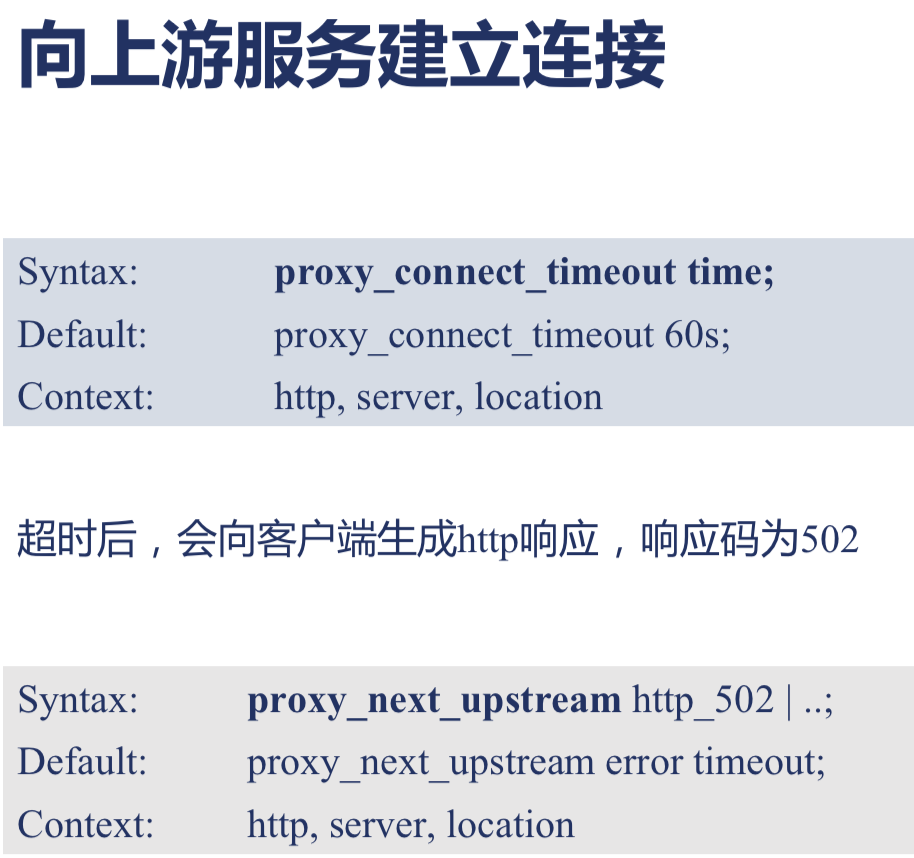 向上游服务建立连接
Syntax: proxy_connect_timeout time;
Default: proxy_connect_timeout 60s;
Context: http, server, location
超时后，会向客户端生成http响应，响应码为502
Syntax: proxy_next_upstream http_502 | ..;
Default: proxy_next_upstream error timeout;
Context: http, server, location